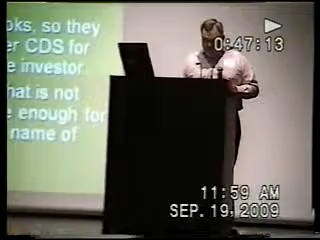 oks, so they
er CDS for
e investor.
hat is not
e enough for
name of
0:47:13
11:59 AM
SEP. 19, 2009